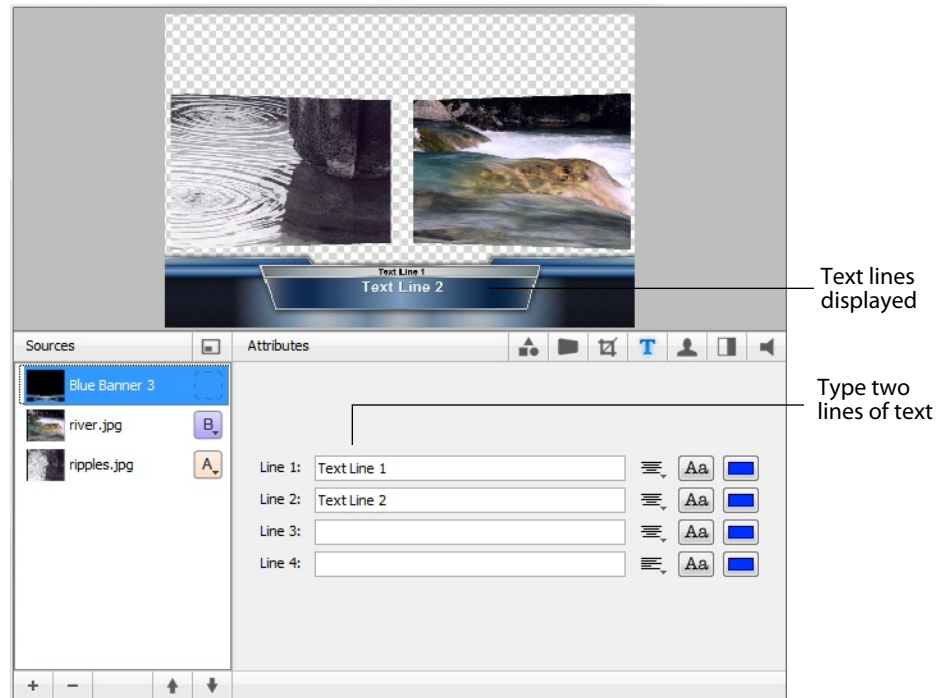 Text Line 1
Text Line 2
Text lines
displayed
Sources
Attributes
T
Blue Banner 3
river.jpg
B
ripples.jpg
A
Type two
lines of text
Line 1:
Text Line 1
Aa
Line 2:
Text Line 2
Aa
Line 3:
Aa
Line 4:
Aa